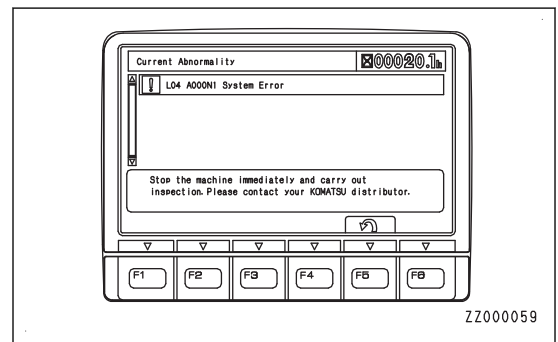 Current Abnormality
00020.1h
! L04 A000N1 System Error
Stop the machine immediately and carry out
inspection. Please contact your KOMATSU distributor.
F1 F2 F3 F4 F5 F6
ZZ000059